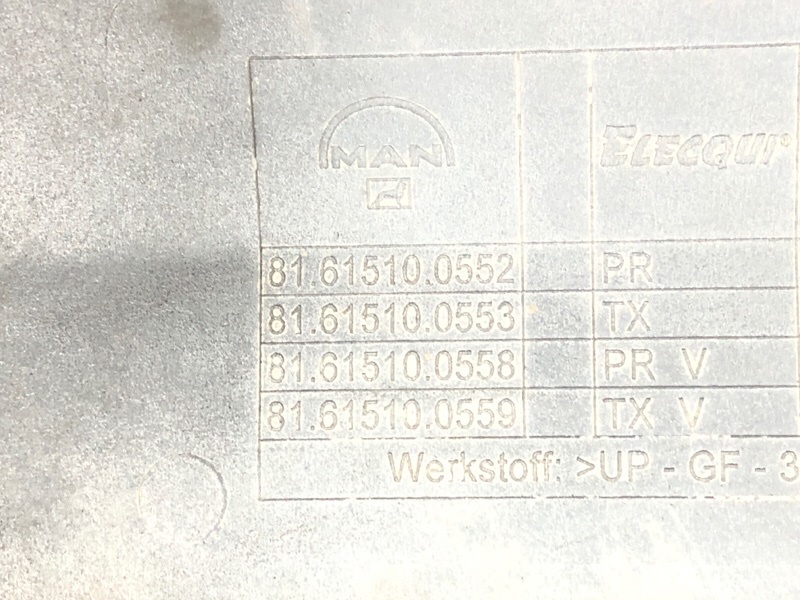 MAN ELECQUI®
81.61510.0552 PR
81.61510.0553 TX
81.61510.0558 PR V
81.61510.0559 TX V
Werkstoff: >UP - GF - 3